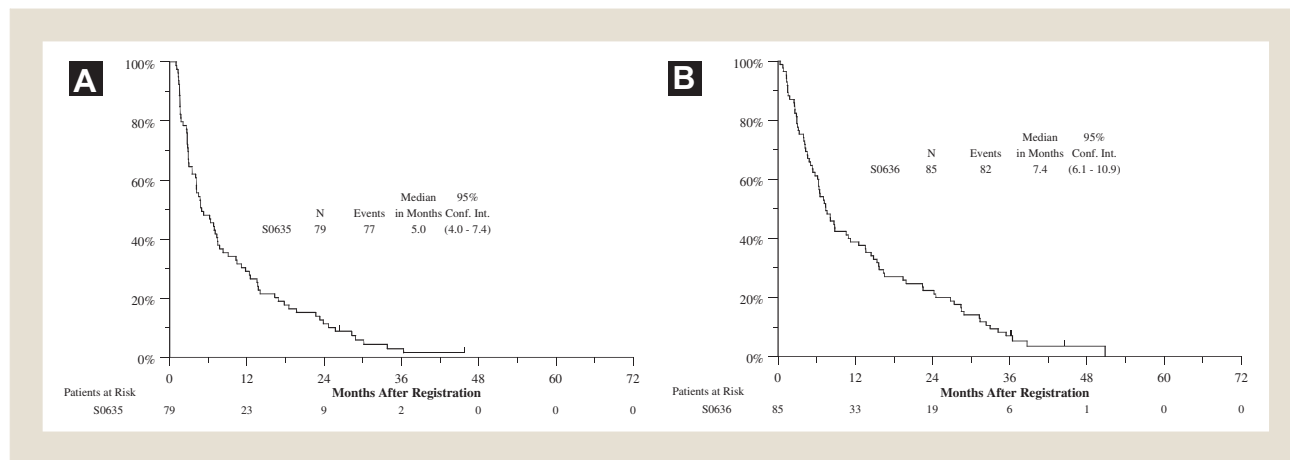 A
100%
80%
60%
40%
20%
0%
Median 95%
N Events in Months Conf. Int.
S0635 79 77 5.0 (4.0 - 7.4)
0 12 24 36 48 60 72
Patients at Risk
Months After Registration
S0635 79 23 9 2 0 0 0
B
100%
80%
60%
40%
20%
0%
Median 95%
N Events in Months Conf. Int.
S0636 85 82 7.4 (6.1 - 10.9)
0 12 24 36 48 60 72
Patients at Risk
Months After Registration
S0636 85 33 19 6 1 0 0